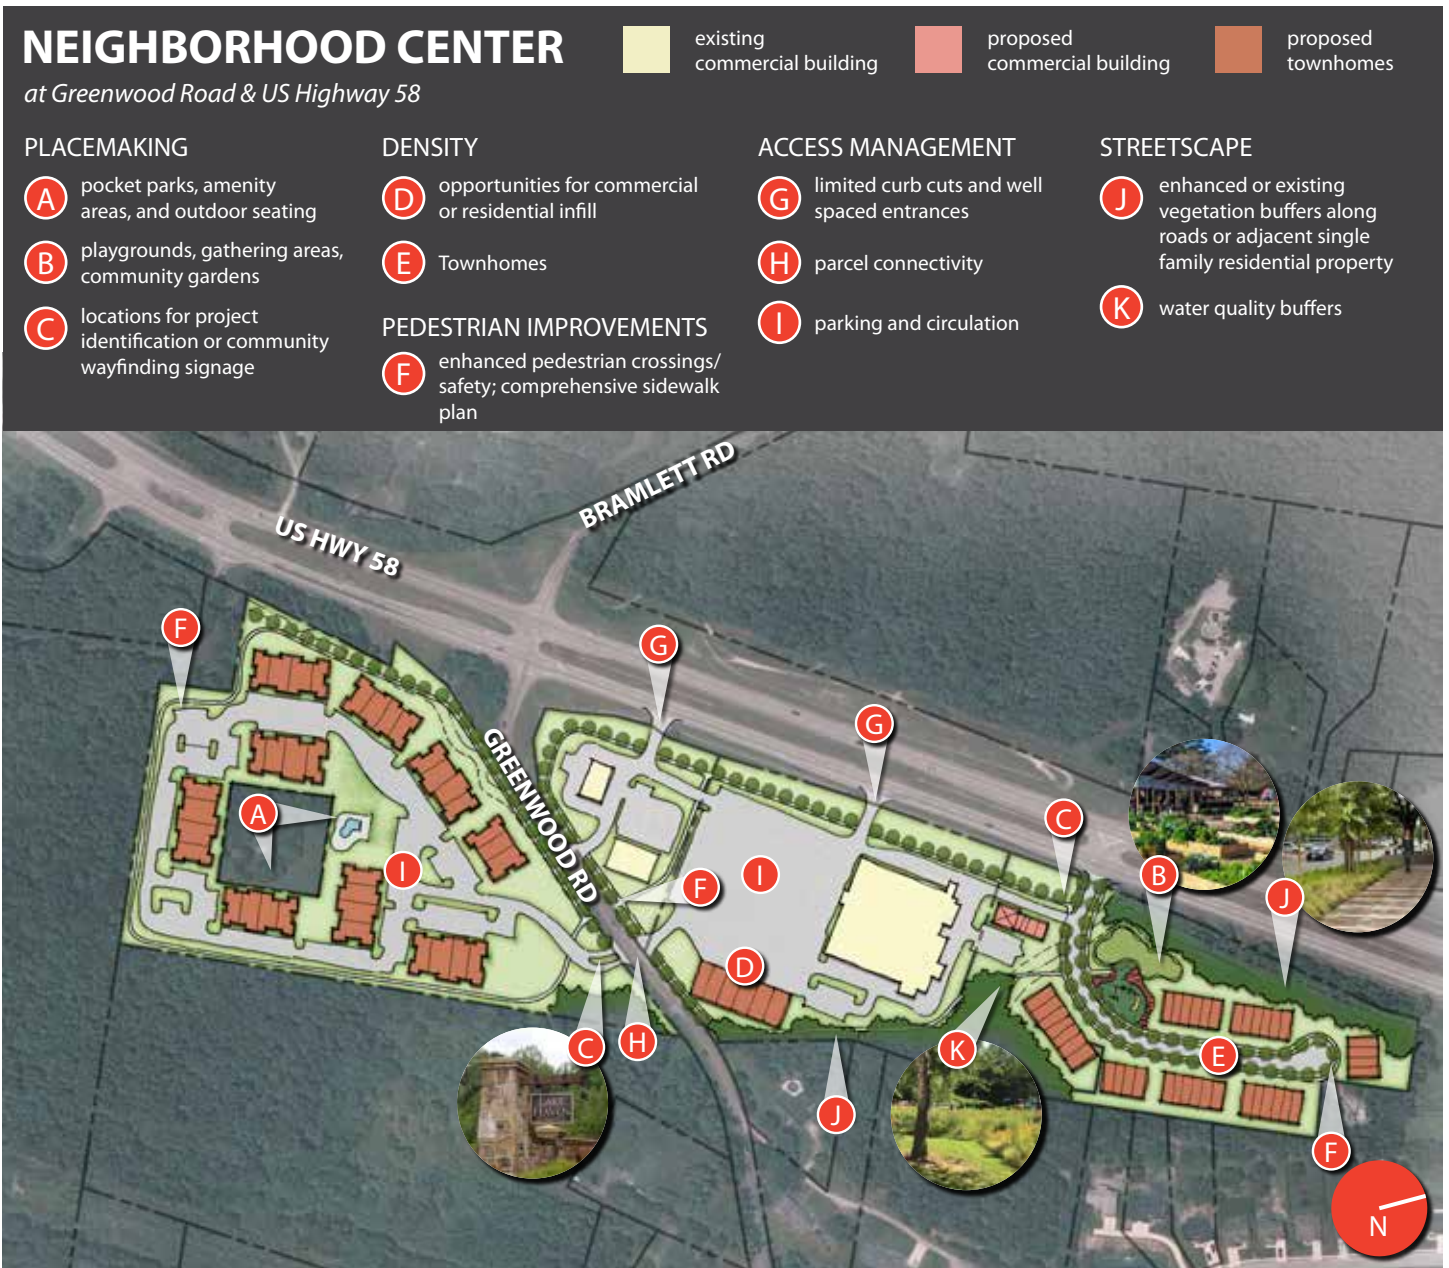 NEIGHBORHOOD CENTER
at Greenwood Road & US Highway 58
existing
commercial building
proposed
commercial building
proposed
townhomes
PLACEMAKING
A
pocket parks, amenity
areas, and outdoor seating
B
playgrounds, gathering areas,
community gardens
C
locations for project
identification or community
wayfinding signage
DENSITY
D
opportunities for commercial
or residential infill
E
Townhomes
PEDESTRIAN IMPROVEMENTS
F
enhanced pedestrian crossings/
safety; comprehensive sidewalk
plan
ACCESS MANAGEMENT
G
limited curb cuts and well
spaced entrances
H
parcel connectivity
I
parking and circulation
STREETSCAPE
J
enhanced or existing
vegetation buffers along
roads or adjacent single
family residential property
K
water quality buffers
BRAMLETT RD
US HWY 58
F
G
G
GREENWOOD RD
A
C
I
F
I
B
J
D
C
H
K
E
J
F
LAKE
HAVEN
N